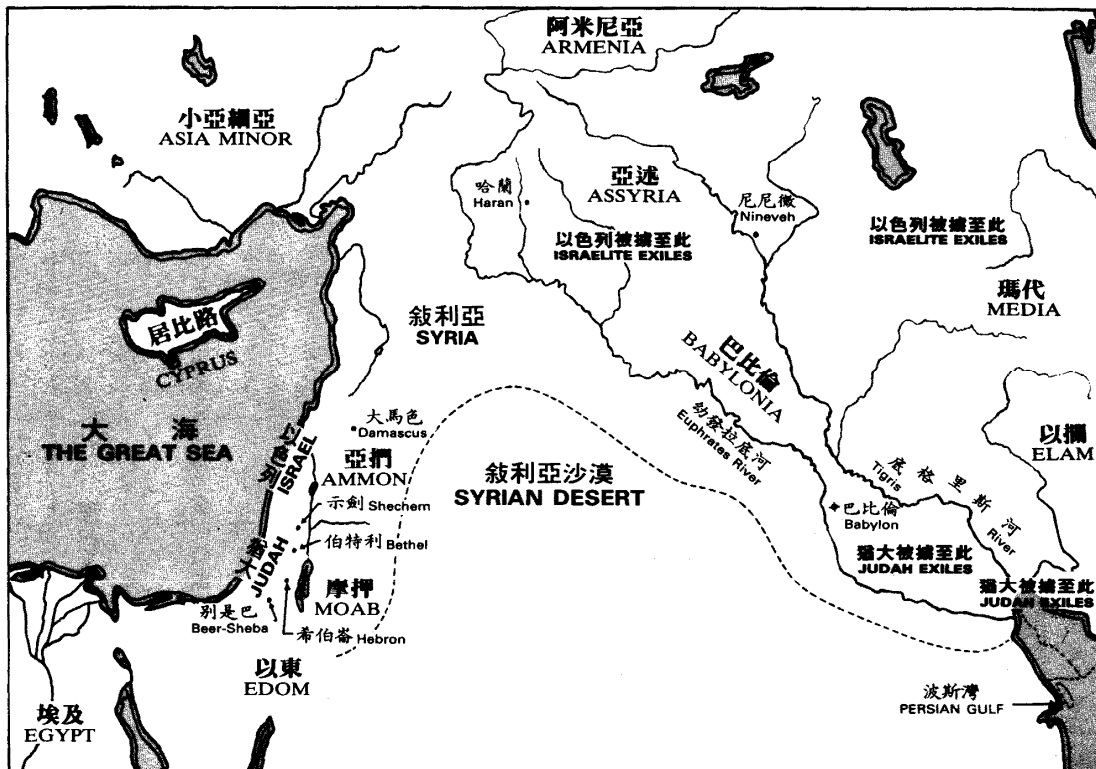 阿米尼亞
ARMENIA
小亞細亞
ASIA MINOR
哈蘭
Haran
亞述
ASSYRIA
尼尼微
Nineveh
以色列被擄至此
ISRAELITE EXILES
以色列被擄至此
ISRAELITE EXILES
瑪代
MEDIA
居比路
CYPRUS
敍利亞
SYRIA
巴比倫
BABYLONIA
大海
THE GREAT SEA
大馬色
Damascus
以色列
ISRAEL
亞捫
AMMON
示劍 Shechem
伯特利 Bethel
猶大
JUDAH
摩押
MOAB
別是巴
Beer-Sheba
希伯崙 Hebron
以東
EDOM
埃及
EGYPT
敍利亞沙漠
SYRIAN DESERT
幼發拉底河
Euphrates River
底格里斯河
Tigris River
以攔
ELAM
巴比倫
Babylon
猶大被擄至此
JUDAH EXILES
猶大被擄至此
JUDAH EXILES
波斯灣
PERSIAN GULF